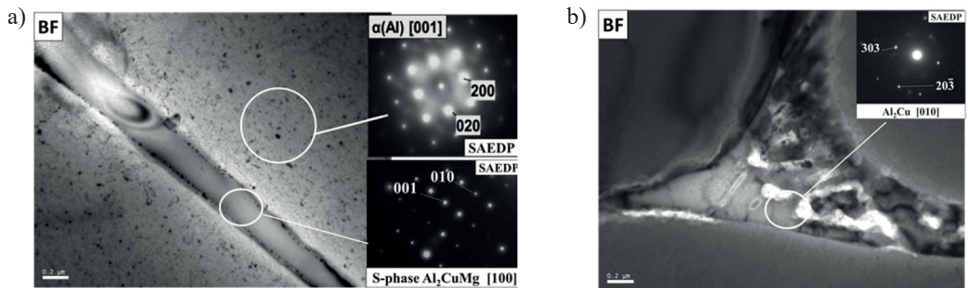 a)
BF
α(Al) [001]
200
020
SAEDP
SAEDP
010
001
S-phase Al₂CuMg [100]
0.2 µm
b)
BF
SAEDP
303
203̅
Al₂Cu [010]
0.2 µm